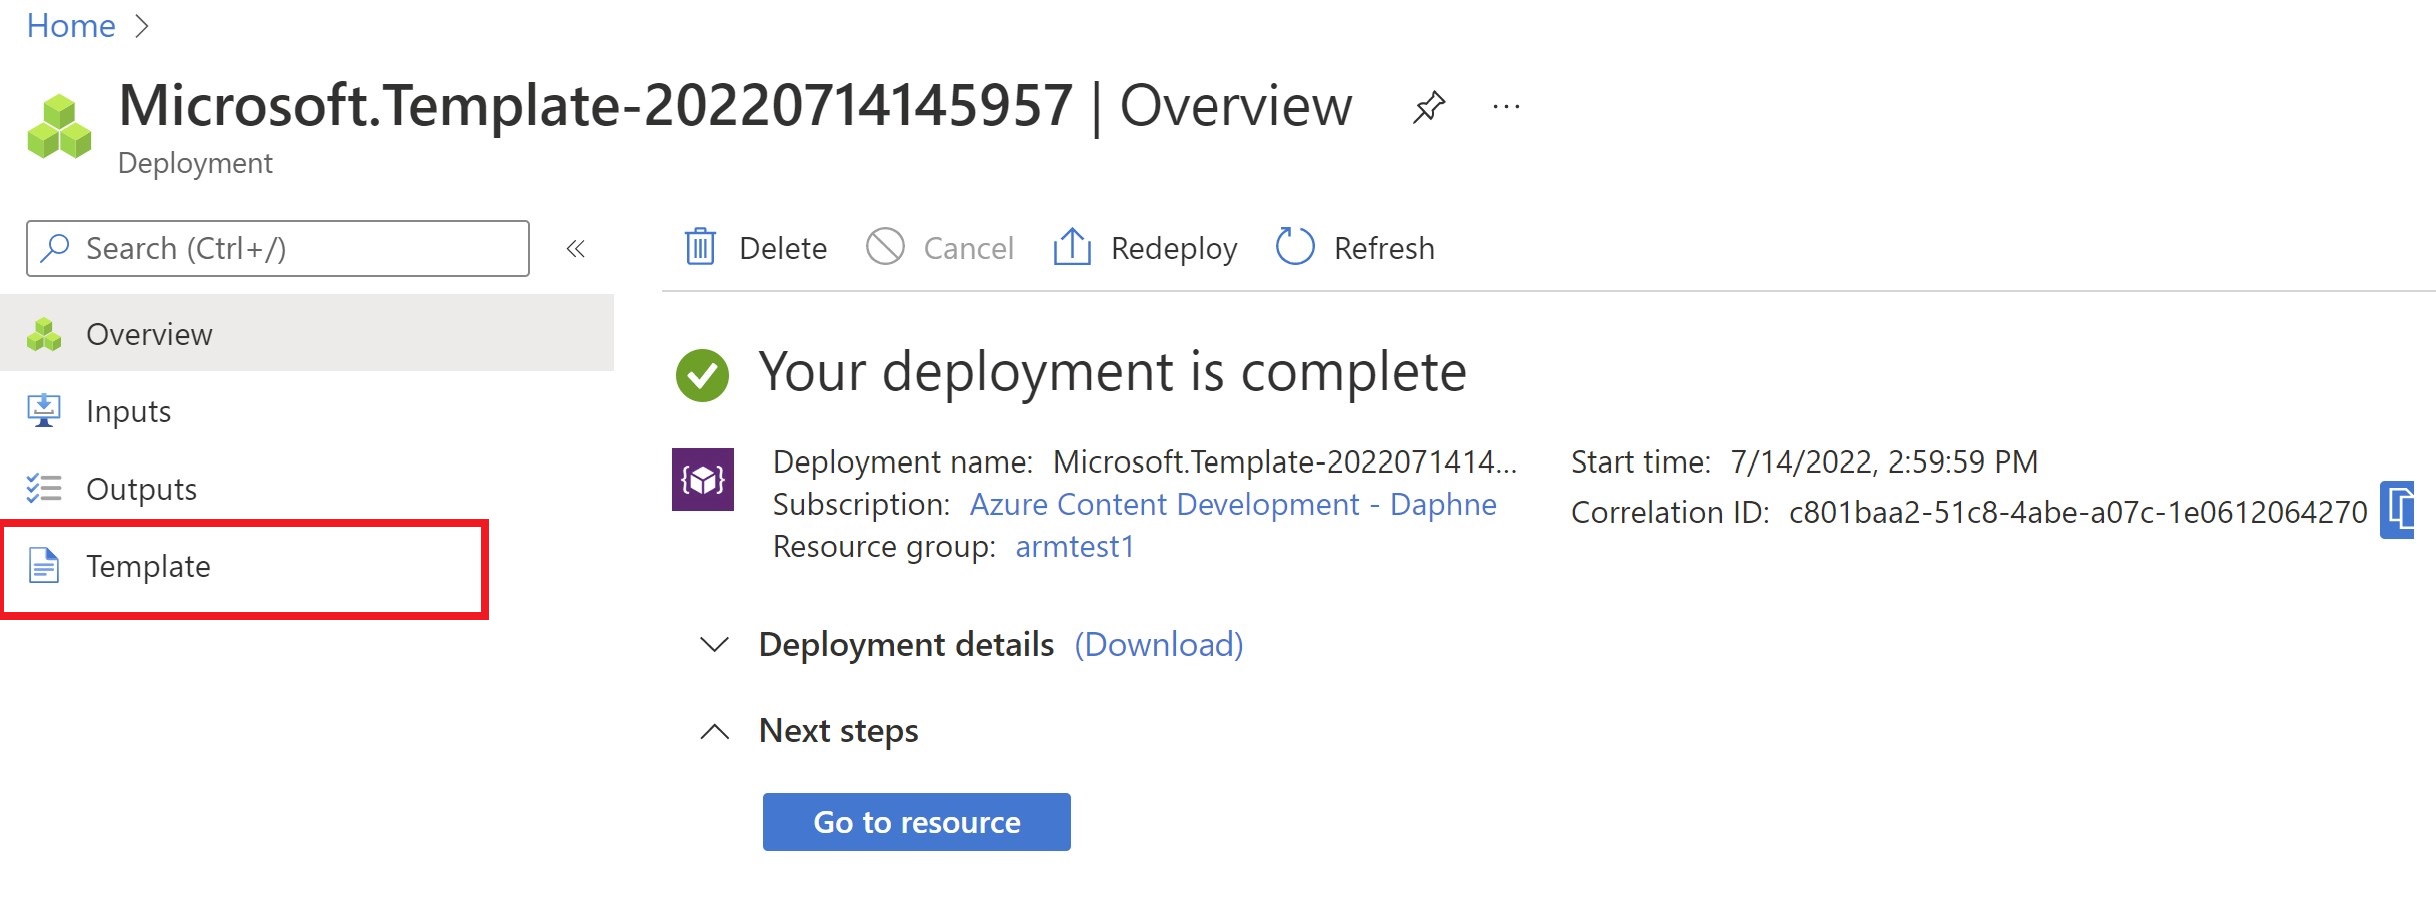 Home
Microsoft.Template-20220714145957 | Overview
Deployment
Search (Ctrl+/)
Delete Cancel Redeploy Refresh
Overview
Inputs
Outputs
Template
Your deployment is complete
Deployment name: Microsoft.Template-2022071414...
Subscription: Azure Content Development - Daphne
Resource group: armtest1
Start time: 7/14/2022, 2:59:59 PM
Correlation ID: c801baa2-51c8-4abe-a07c-1e0612064270
Deployment details (Download)
Next steps
Go to resource